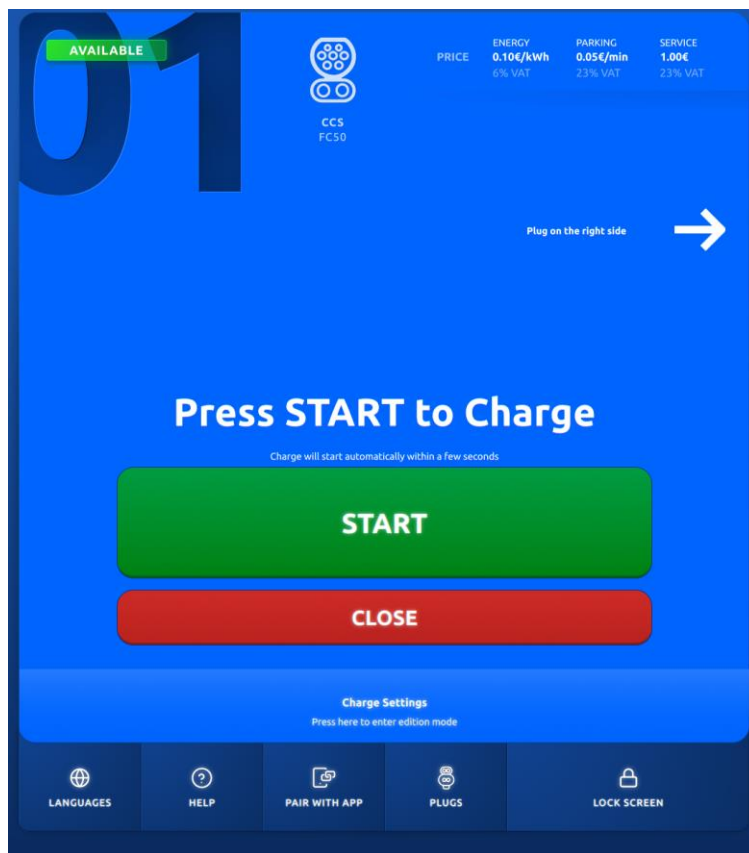 01
AVAILABLE
CCS
FC50
PRICE
ENERGY
0.10€/kWh
6% VAT
PARKING
0.05€/min
23% VAT
SERVICE
1.00€
23% VAT
Plug on the right side
Press START to Charge
Charge will start automatically within a few seconds
START
CLOSE
Charge Settings
Press here to enter edition mode
LANGUAGES
HELP
PAIR WITH APP
PLUGS
LOCK SCREEN